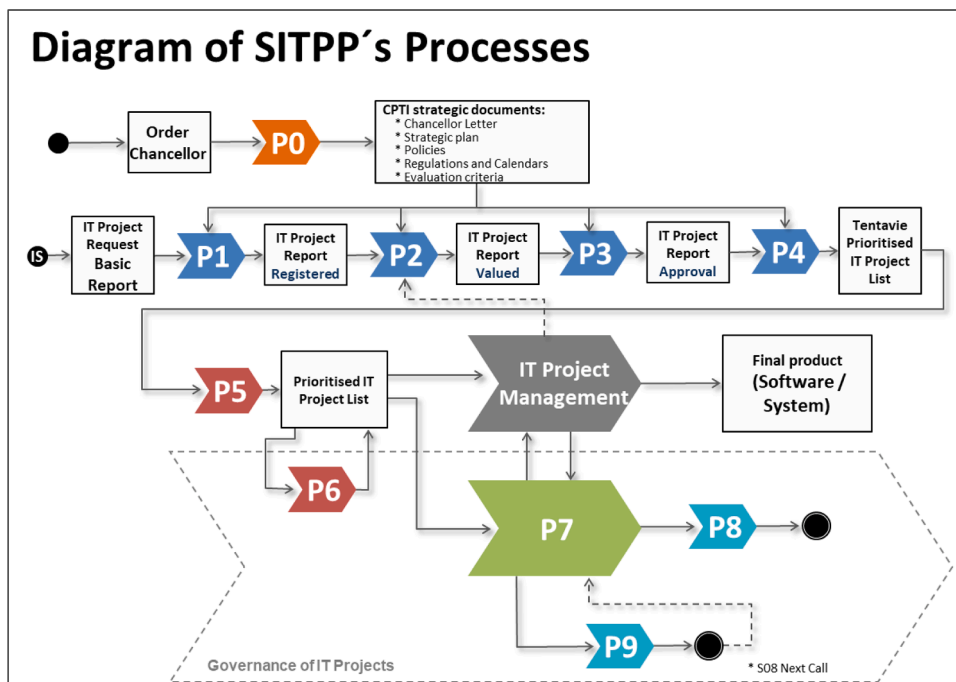 Diagram of SITPP´s Processes
Order
Chancellor
P0
CPTI strategic documents:
* Chancellor Letter
* Strategic plan
* Policies
* Regulations and Calendars
* Evaluation criteria
IS
IT Project
Request
Basic
Report
P1
IT Project
Report
Registered
P2
IT Project
Report
Valued
P3
IT Project
Report
Approval
P4
Tentavie
Prioritised
IT Project
List
P5
Prioritised IT
Project List
IT Project
Management
Final product
(Software /
System)
P6
P7
P8
P9
Governance of IT Projects
* S08 Next Call